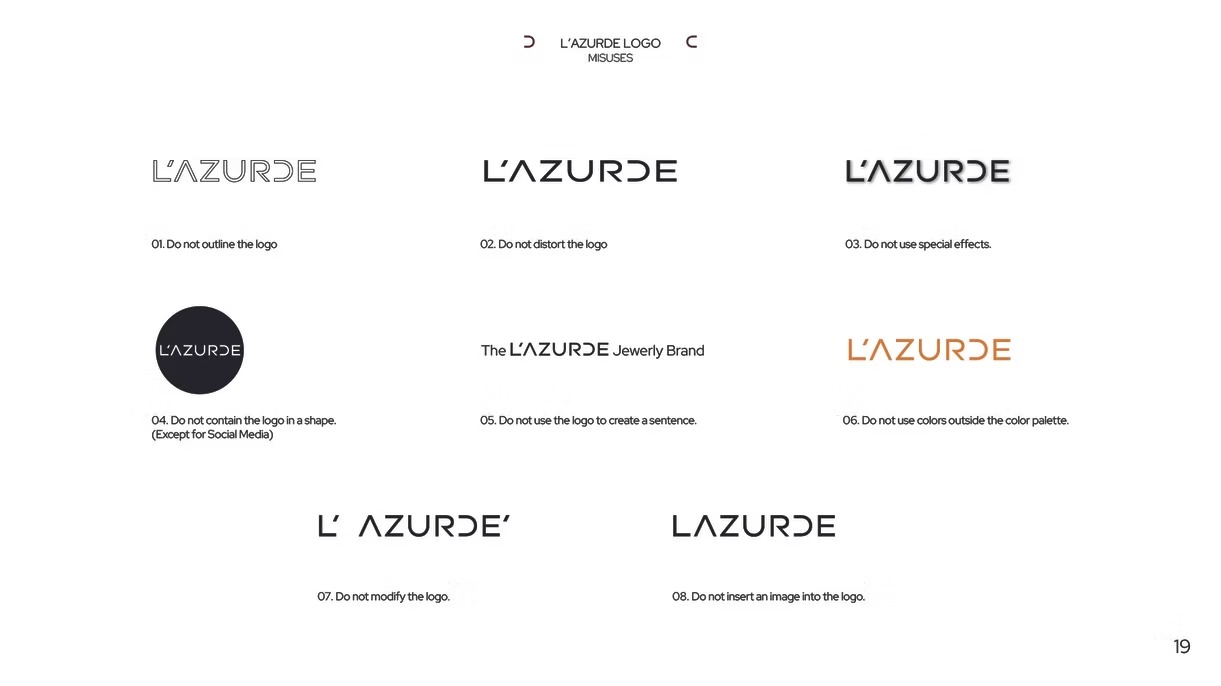 L’AZURDE LOGO
MISUSES
L’AZURDE
L’AZURDE
L’AZURDE
01. Do not outline the logo
02. Do not distort the logo
03. Do not use special effects.
L’AZURDE
The L’AZURDE Jewerly Brand
L’AZURDE
04. Do not contain the logo in a shape.
(Except for Social Media)
05. Do not use the logo to create a sentence.
06. Do not use colors outside the color palette.
L’ AZURDE’
LAZURDE
07. Do not modify the logo.
08. Do not insert an image into the logo.
19